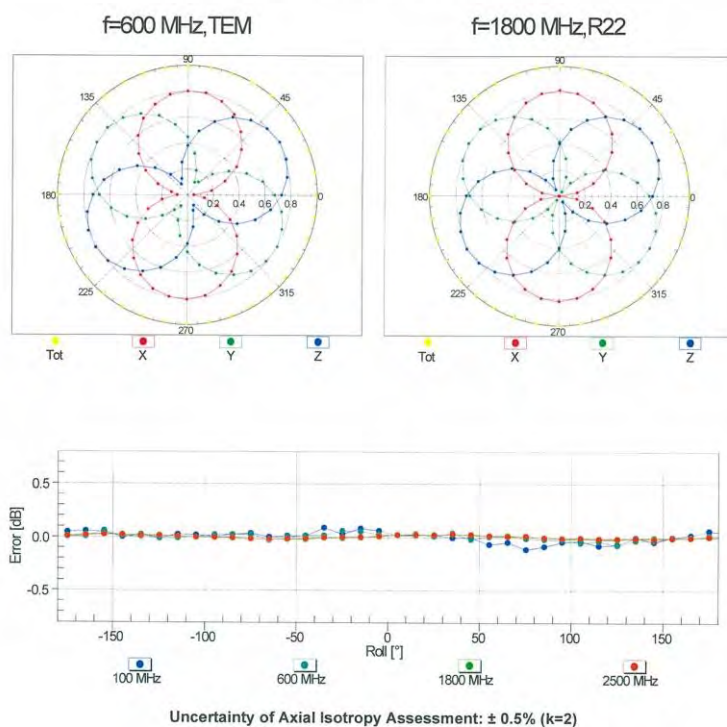 f=600 MHz,TEM
f=1800 MHz,R22
90
135
45
180
0.2 0.4 0.6 0.8
0
225
315
270
Tot X Y Z
90
135
45
180
0.2 0.4 0.6 0.8
0
225
315
270
Tot X Y Z
Error [dB]
0.5
0.0
-0.5
-150 -100 -50 0 50 100 150
Roll [°]
100 MHz 600 MHz 1800 MHz 2500 MHz
Uncertainty of Axial Isotropy Assessment: ± 0.5% (k=2)